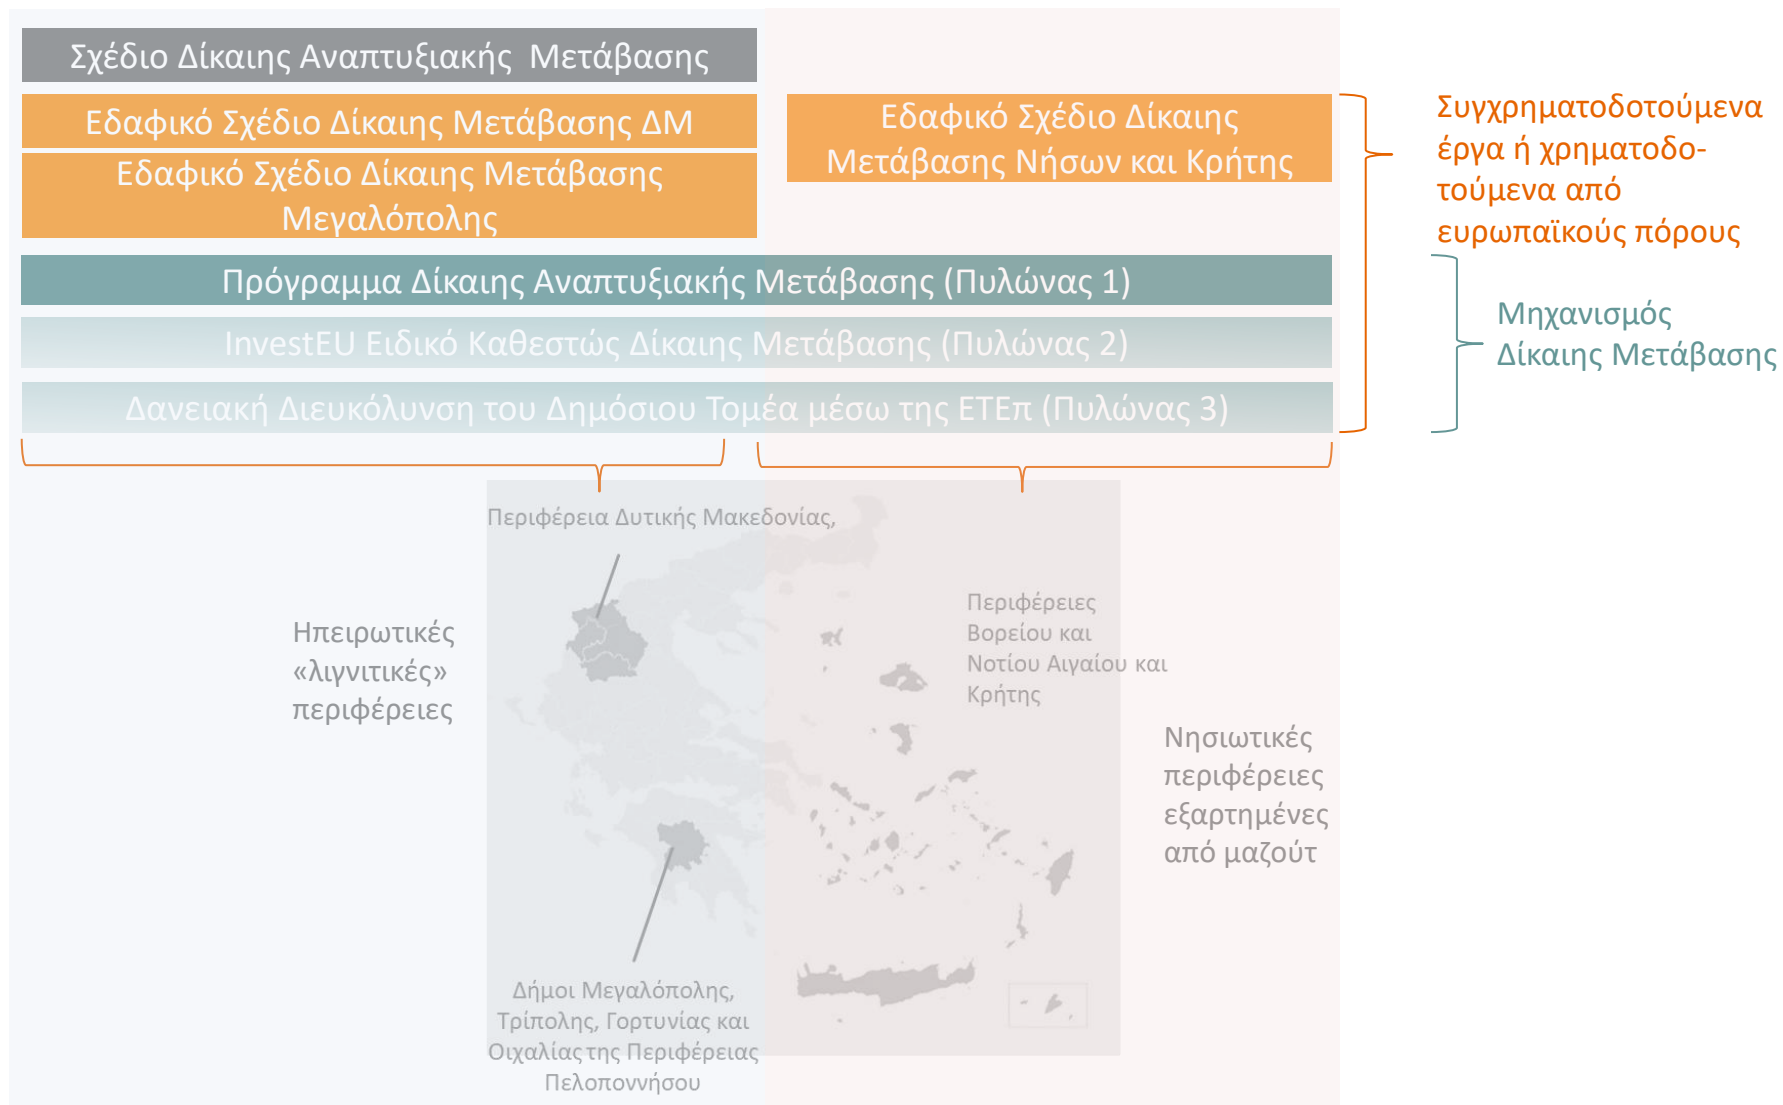 Σχέδιο Δίκαιης Αναπτυξιακής Μετάβασης
Εδαφικό Σχέδιο Δίκαιης Μετάβασης ΔΜ
Εδαφικό Σχέδιο Δίκαιης Μετάβασης
Μεγαλόπολης
Εδαφικό Σχέδιο Δίκαιης
Μετάβασης Νήσων και Κρήτης
Συγχρηματοδοτούμενα
έργα ή χρηματοδο-
τούμενα από
ευρωπαϊκούς πόρους
Πρόγραμμα Δίκαιης Αναπτυξιακής Μετάβασης (Πυλώνας 1)
InvestEU Ειδικό Καθεστώς Δίκαιης Μετάβασης (Πυλώνας 2)
Δανειακή Διευκόλυνση του Δημόσιου Τομέα μέσω της ΕΤΕπ (Πυλώνας 3)
Μηχανισμός
Δίκαιης Μετάβασης
Περιφέρεια Δυτικής Μακεδονίας,
Ηπειρωτικές
«λιγνιτικές»
περιφέρειες
Περιφέρειες
Βορείου και
Νοτίου Αιγαίου και
Κρήτης
Νησιωτικές
περιφέρειες
εξαρτημένες
από μαζούτ
Δήμοι Μεγαλόπολης,
Τρίπολης, Γορτυνίας και
Οιχαλίας της Περιφέρειας
Πελοποννήσου